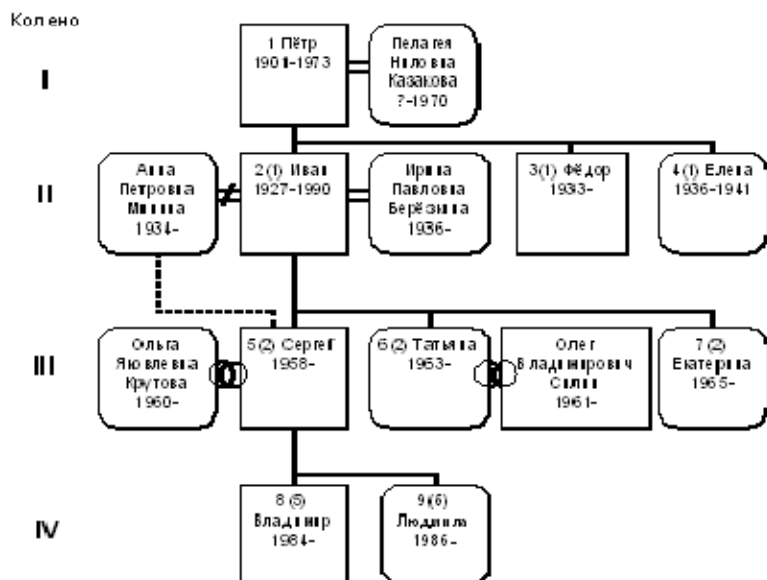 Колено
I
1 Пётр
1901-1973
Пелагея
Ниловна
Казакова
?-1970
II
Анна
Петровна
Минина
1934-
2 (1) Иван
1927-1990
Ирина
Павловна
Берёзкина
1936-
3(1) Фёдор
1933-
4 (1) Елена
1936-1941
III
Ольга
Яковлевна
Крутова
1960-
5 (2) Сергей
1958-
6 (2) Татьяна
1963-
Олег
Владимирович
Силин
1961-
7 (2)
Екатерина
1965-
IV
8 (5)
Владимир
1984-
9(6)
Людмила
1986-